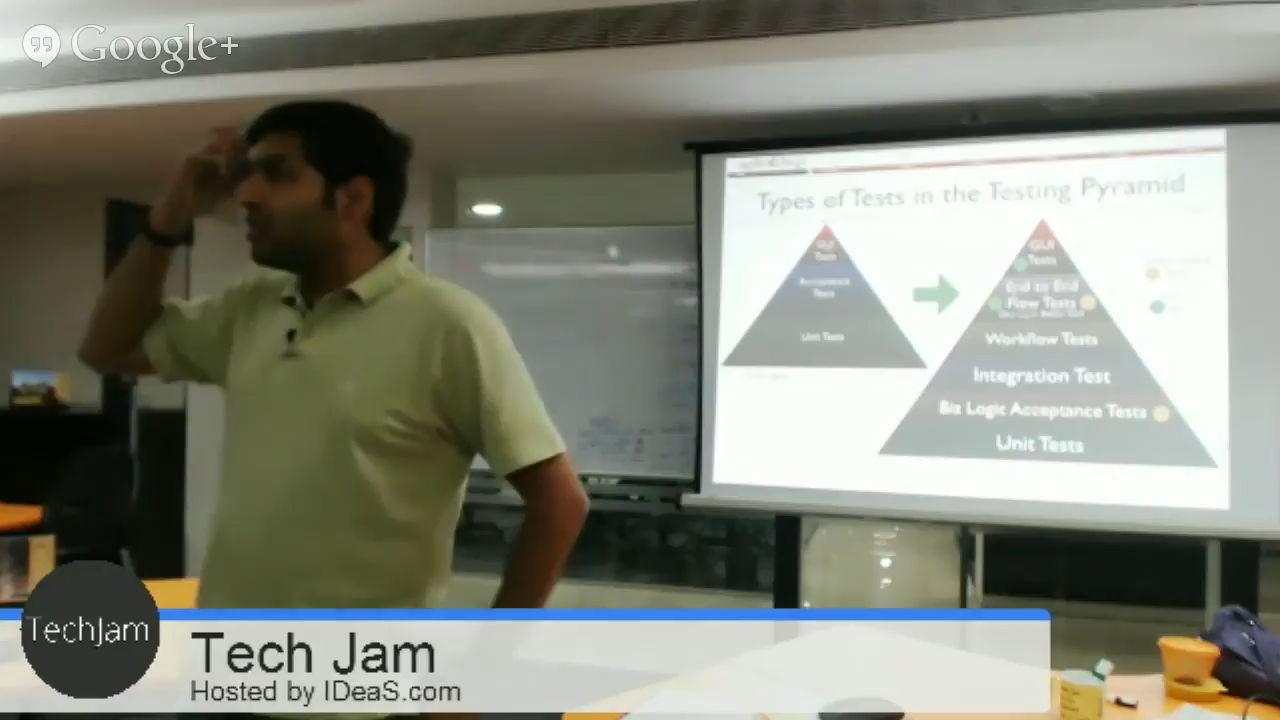 Google+
Types of Tests in the Testing Pyramid
GUI
Tests
Acceptance
Tests
Unit Tests
GUI
Tests
End to End
Flow Tests
Workflow Tests
Integration Test
Biz Logic Acceptance Tests
Unit Tests
TechJam
Tech Jam
Hosted by IDeaS.com